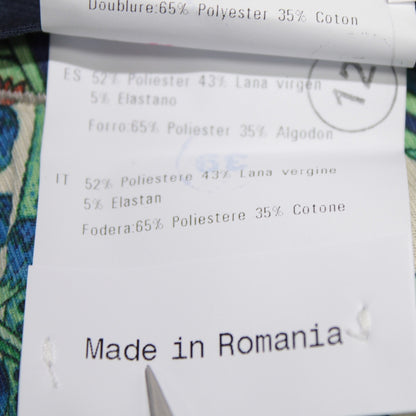 Doublure:65% Polyester 35% Coton
ES 52% Poliester 43% Lana virgen
5% Elastano
Forro:65% Poliester 35% Algodon
12
IT 52% Poliestere 43% Lana vergine
5% Elastan
Fodera:65% Poliestere 35% Cotone
Made in Romania